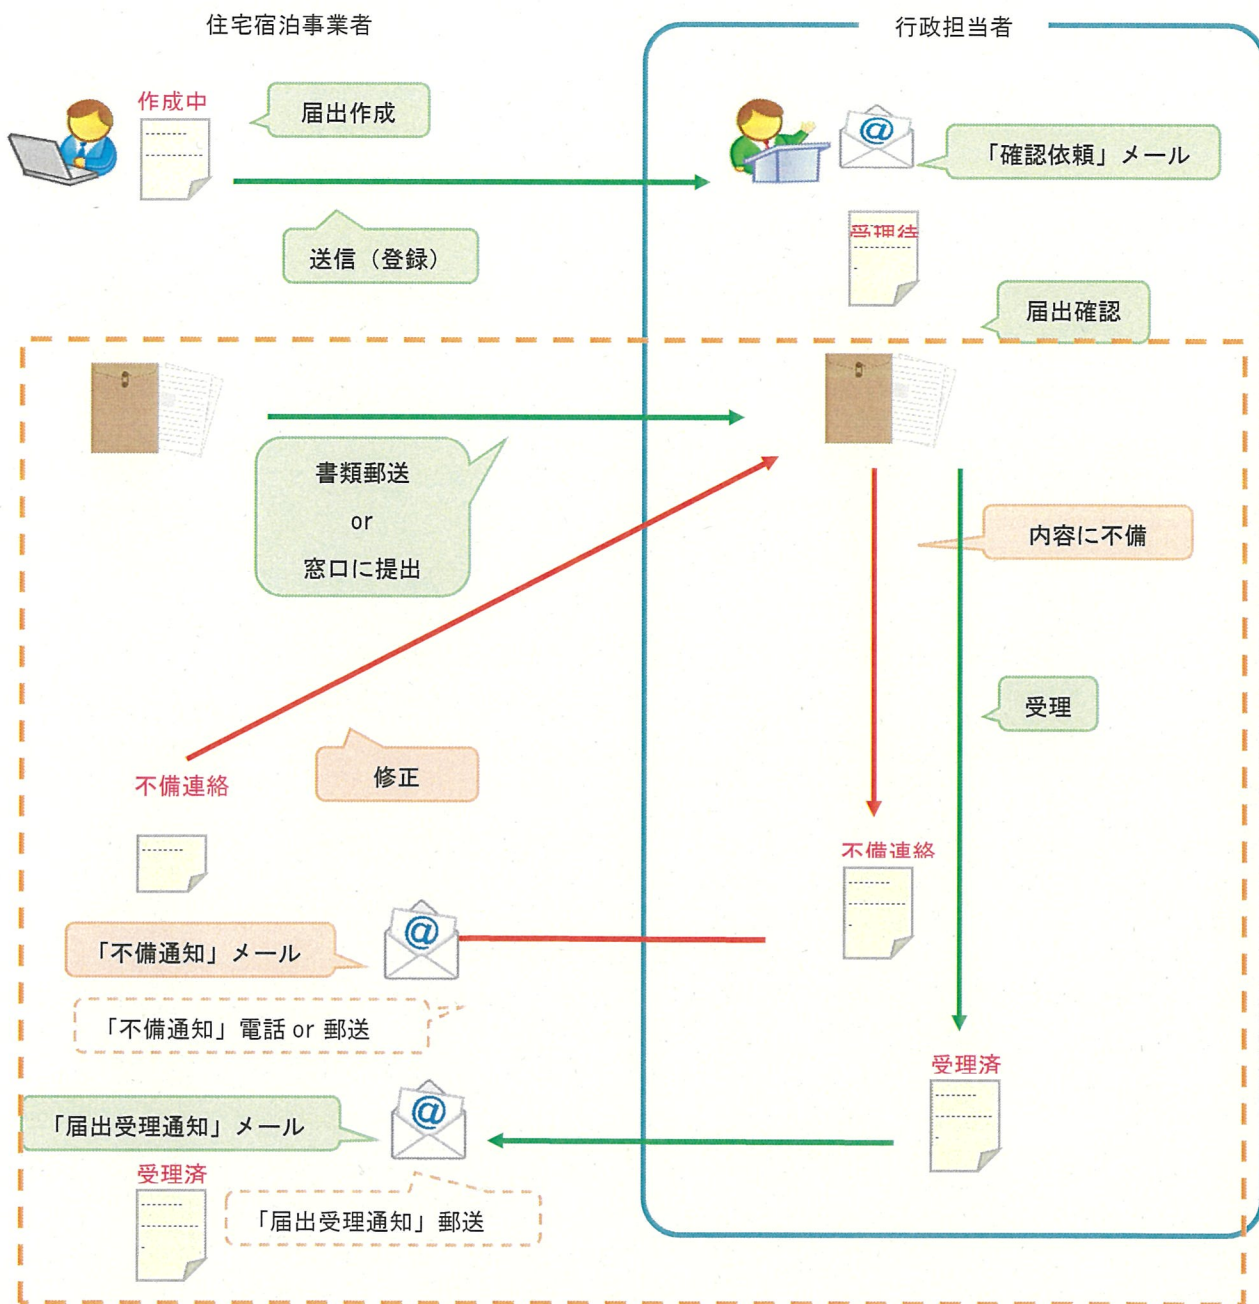 住宅宿泊事業者
行政担当者
作成中
届出作成
「確認依頼」メール
送信（登録）
受理待
届出確認
書類郵送
or
窓口に提出
内容に不備
受理
修正
不備連絡
不備連絡
「不備通知」メール
「不備通知」電話 or 郵送
受理済
「届出受理通知」メール
受理済
「届出受理通知」郵送